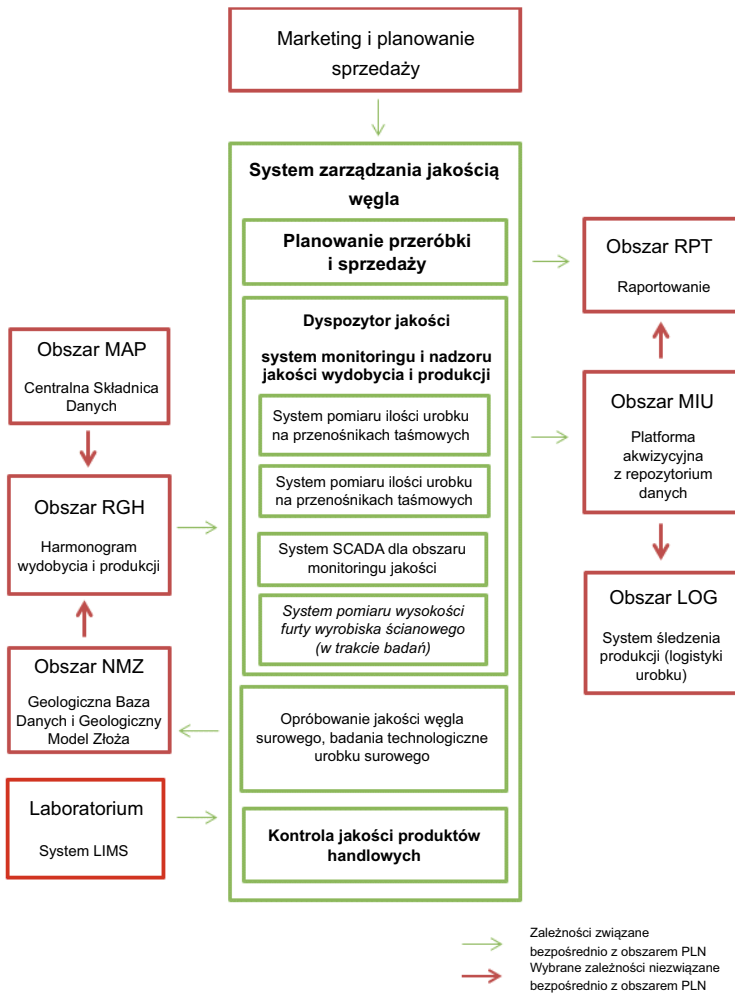 Marketing i planowanie
sprzedaży
System zarządzania jakością
węgla
Planowanie przeróbki
i sprzedaży
Dyspozytor jakości
system monitoringu i nadzoru
jakości wydobycia i produkcji
System pomiaru ilości urobku
na przenośnikach taśmowych
System pomiaru ilości urobku
na przenośnikach taśmowych
System SCADA dla obszaru
monitoringu jakości
System pomiaru wysokości
furty wyrobiska ścianowego
(w trakcie badań)
Opróbowanie jakości węgla
surowego, badania technologiczne
urobku surowego
Kontrola jakości produktów
handlowych
Obszar MAP
Centralna Składnica
Danych
Obszar RGH
Harmonogram
wydobycia i produkcji
Obszar NMZ
Geologiczna Baza
Danych i Geologiczny
Model Złoża
Laboratorium
System LIMS
Obszar RPT
Raportowanie
Obszar MIU
Platforma
akwizycyjna
z repozytorium
danych
Obszar LOG
System śledzenia
produkcji (logistyki
urobku)
Zależności związane
bezpośrednio z obszarem PLN
Wybrane zależności niezwiązane
bezpośrednio z obszarem PLN